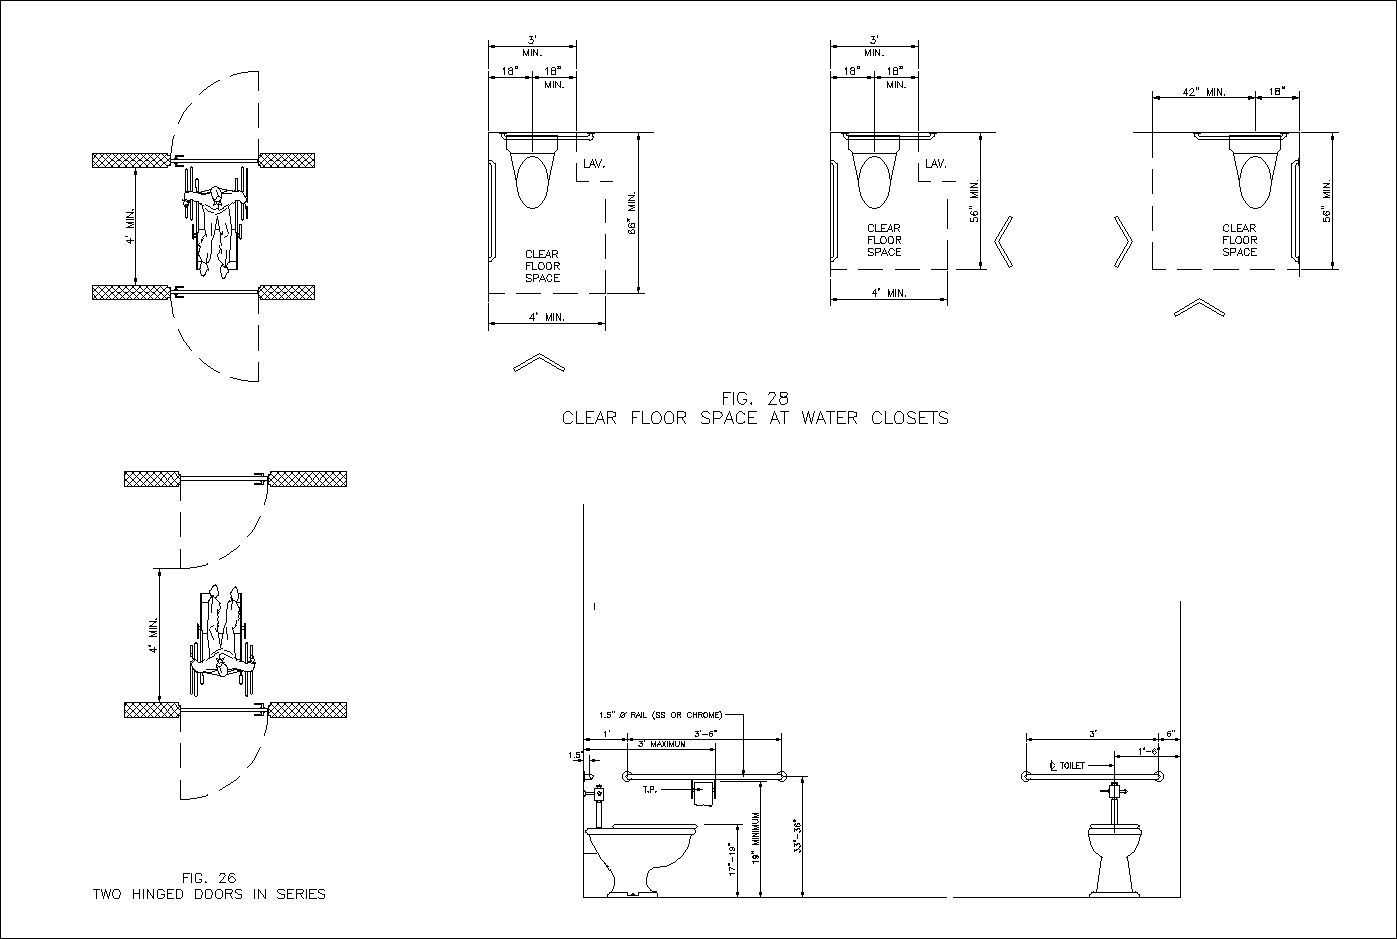 4' MIN.
3'
MIN.
18"
18"
MIN.
LAV.
66" MIN.
CLEAR
FLOOR
SPACE
4' MIN.
3'
MIN.
18"
18"
MIN.
LAV.
56" MIN.
CLEAR
FLOOR
SPACE
4' MIN.
42" MIN.
18"
56" MIN.
CLEAR
FLOOR
SPACE
FIG. 28
CLEAR FLOOR SPACE AT WATER CLOSETS
4' MIN.
FIG. 26
TWO HINGED DOORS IN SERIES
1.5" Ø' RAIL (SS OR CHROME)
1'
3'-6"
3' MAXIMUM
1.5"
T.P.
17"-19"
19" MINIMUM
33"-36"
3'
6"
1'-6"
℄ TOILET